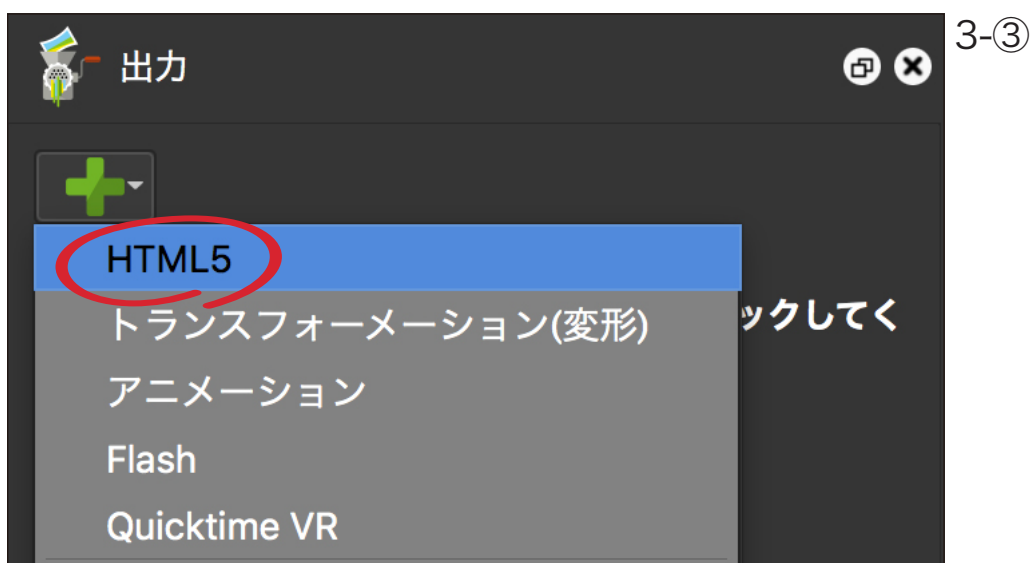 出力
3-③
HTML5
トランスフォーメーション(変形)
ックしてく
アニメーション
Flash
Quicktime VR